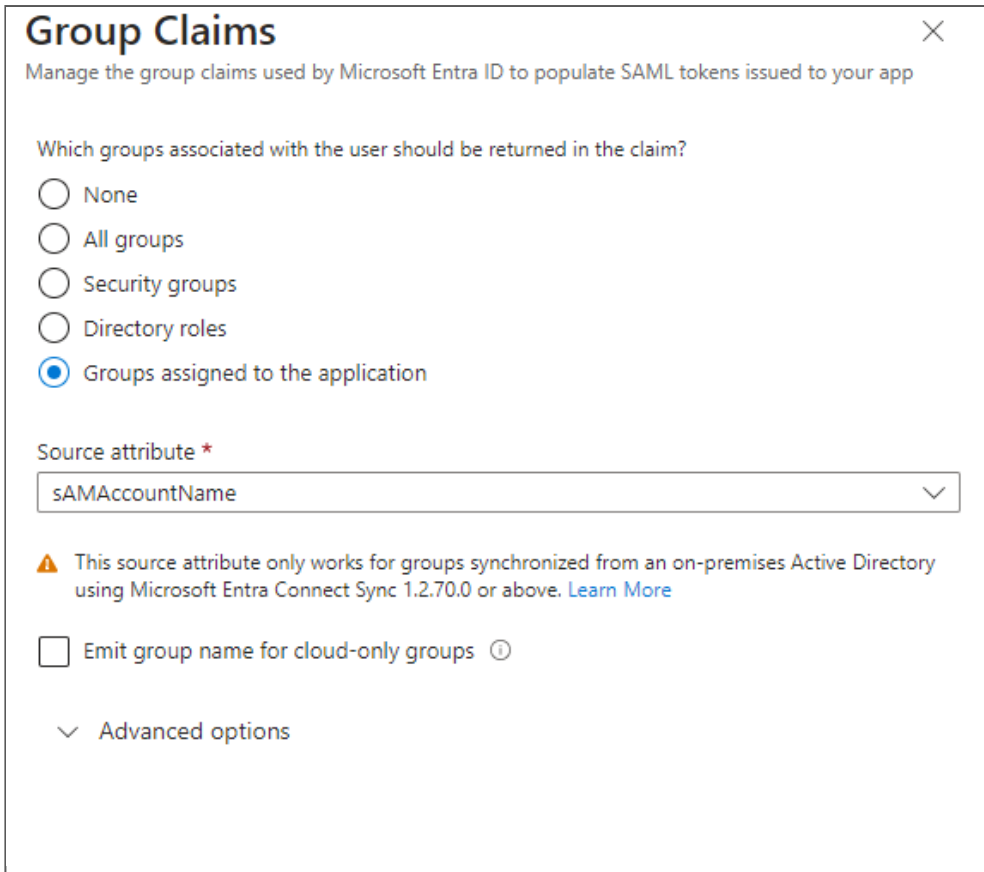 Group Claims
Manage the group claims used by Microsoft Entra ID to populate SAML tokens issued to your app
Which groups associated with the user should be returned in the claim?
None
All groups
Security groups
Directory roles
Groups assigned to the application
Source attribute *
sAMAccountName
This source attribute only works for groups synchronized from an on-premises Active Directory
using Microsoft Entra Connect Sync 1.2.70.0 or above. Learn More
Emit group name for cloud-only groups
Advanced options